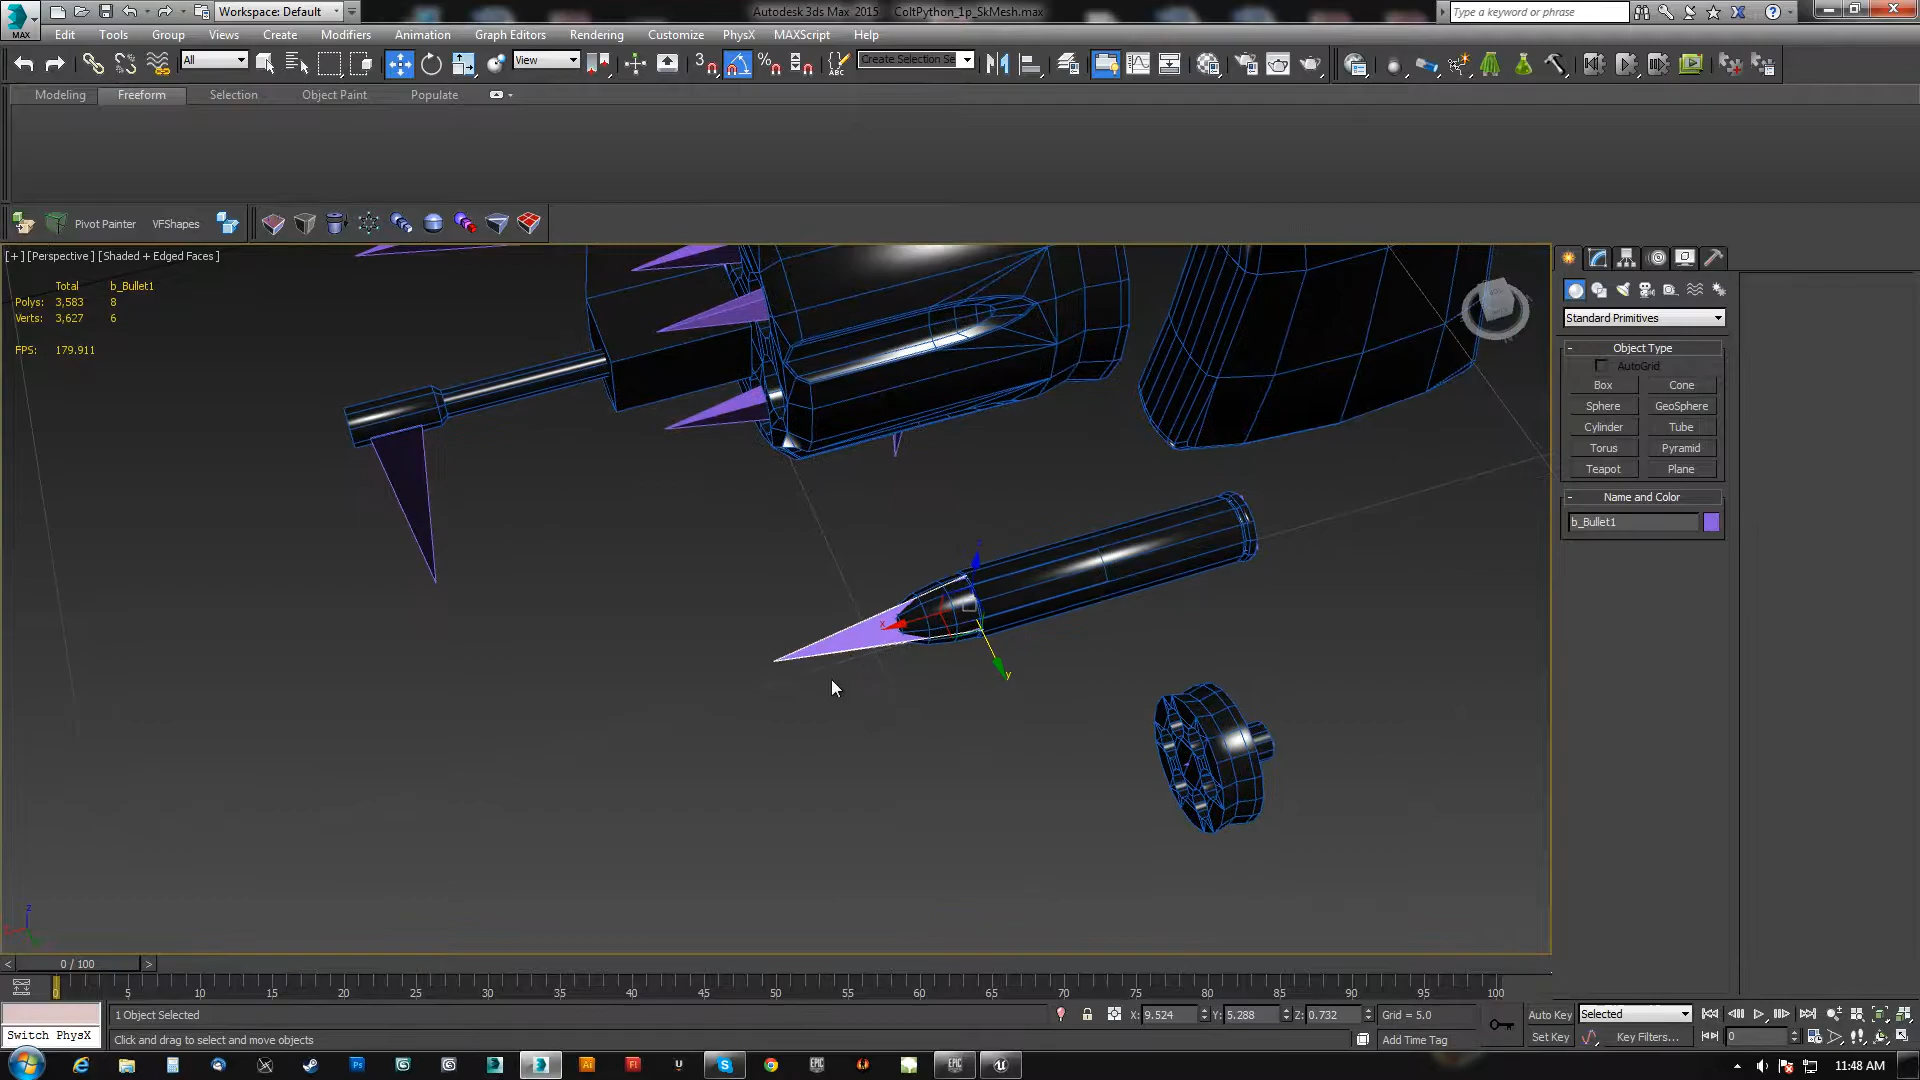 MAX
Workspace: Default
Autodesk 3ds Max 2015
ColtPython_1p_SkMesh.max
Type a keyword or phrase
Edit Tools Group Views Create Modifiers Animation Graph Editors Rendering Customize PhysX MAXScript Help
All
View
3
ABC
Create Selection Se
Modeling Freeform Selection Object Paint Populate
Pivot Painter VFShapes
[+] [Perspective] [Shaded + Edged Faces]
Total b_Bullet1
Polys: 3,583 8
Verts: 3,627 6
FPS: 179.911
Standard Primitives
- Object Type
AutoGrid
Box Cone
Sphere GeoSphere
Cylinder Tube
Torus Pyramid
Teapot Plane
- Name and Color
b_Bullet1
x
y
z
< 0 / 100 >
0 5 10 15 20 25 30 35 40 45 50 55 60 65 70 75 80 85 90 95 100
1 Object Selected
X: 9.524 Y: 5.288 Z: 0.732 Grid = 5.0
Auto Key Selected
Switch PhysX
Click and drag to select and move objects
Add Time Tag
Set Key Key Filters... 0
11:48 AM